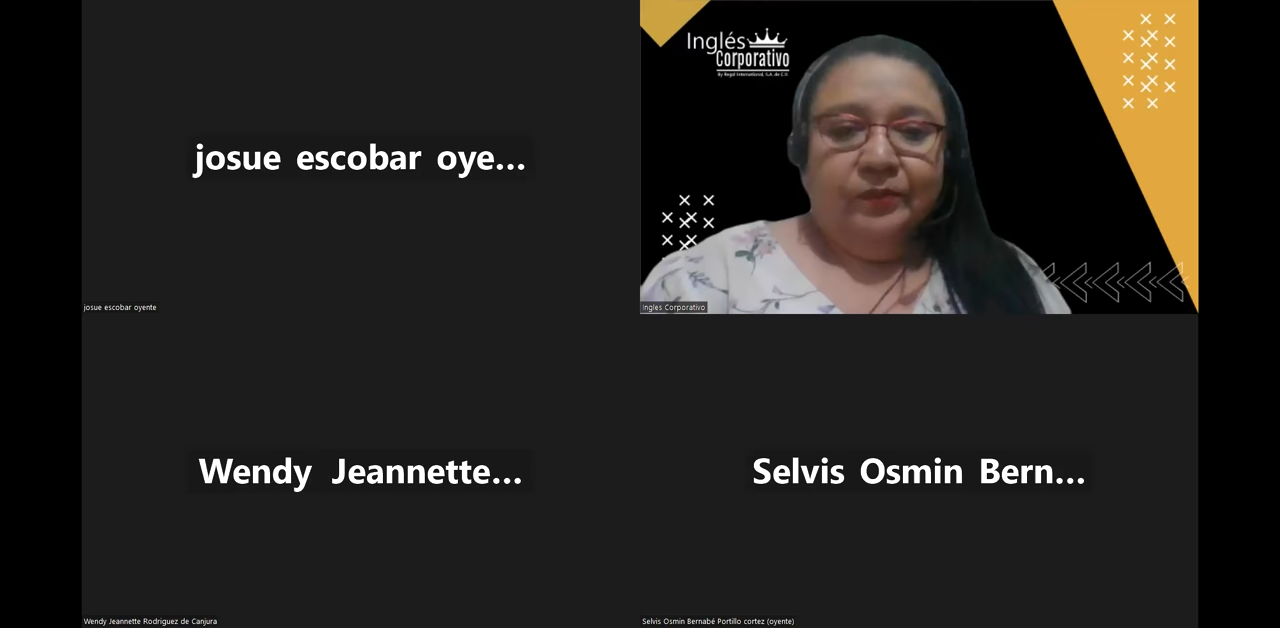 josue escobar oye...
josue escobar oyente
Inglés
Corporativo
By Regal International, S.A. de C.V.
Ingles Corporativo
Wendy Jeannette...
Wendy Jeannette Rodriguez de Canjura
Selvis Osmin Bern...
Selvis Osmin Bernabé Portillo cortez (oyente)